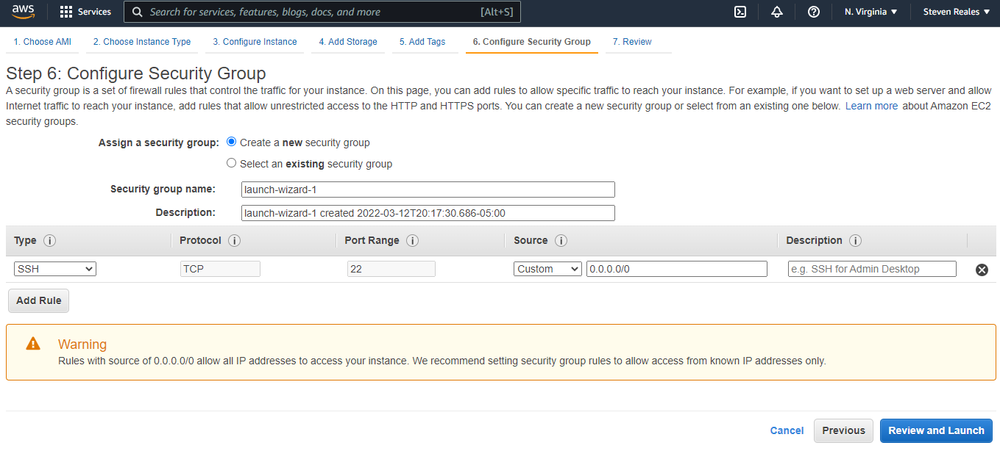 aws Services Search for services, features, blogs, docs, and more [Alt+S] N. Virginia Steven Reales
1. Choose AMI 2. Choose Instance Type 3. Configure Instance 4. Add Storage 5. Add Tags 6. Configure Security Group 7. Review
Step 6: Configure Security Group
A security group is a set of firewall rules that control the traffic for your instance. On this page, you can add rules to allow specific traffic to reach your instance. For example, if you want to set up a web server and allow
Internet traffic to reach your instance, add rules that allow unrestricted access to the HTTP and HTTPS ports. You can create a new security group or select from an existing one below. Learn more about Amazon EC2
security groups.
Assign a security group: Create a new security group
Select an existing security group
Security group name: launch-wizard-1
Description: launch-wizard-1 created 2022-03-12T20:17:30.686-05:00
Type Protocol Port Range Source Description
SSH TCP 22 Custom 0.0.0.0/0 e.g. SSH for Admin Desktop
Add Rule
Warning
Rules with source of 0.0.0.0/0 allow all IP addresses to access your instance. We recommend setting security group rules to allow access from known IP addresses only.
Cancel Previous Review and Launch